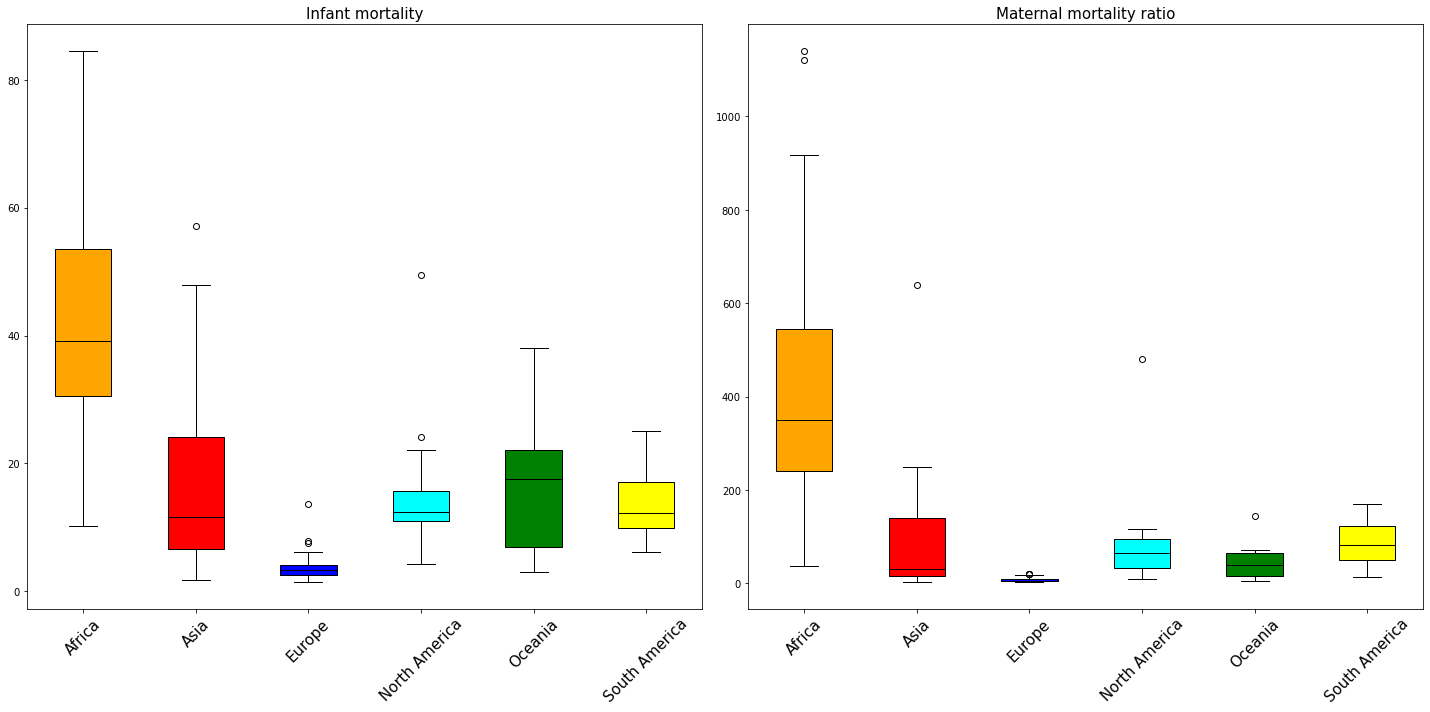 Infant mortality
80
60
40
20
0
Africa
Asia
Europe
North America
Oceania
South America
Maternal mortality ratio
1000
800
600
400
200
0
Africa
Asia
Europe
North America
Oceania
South America